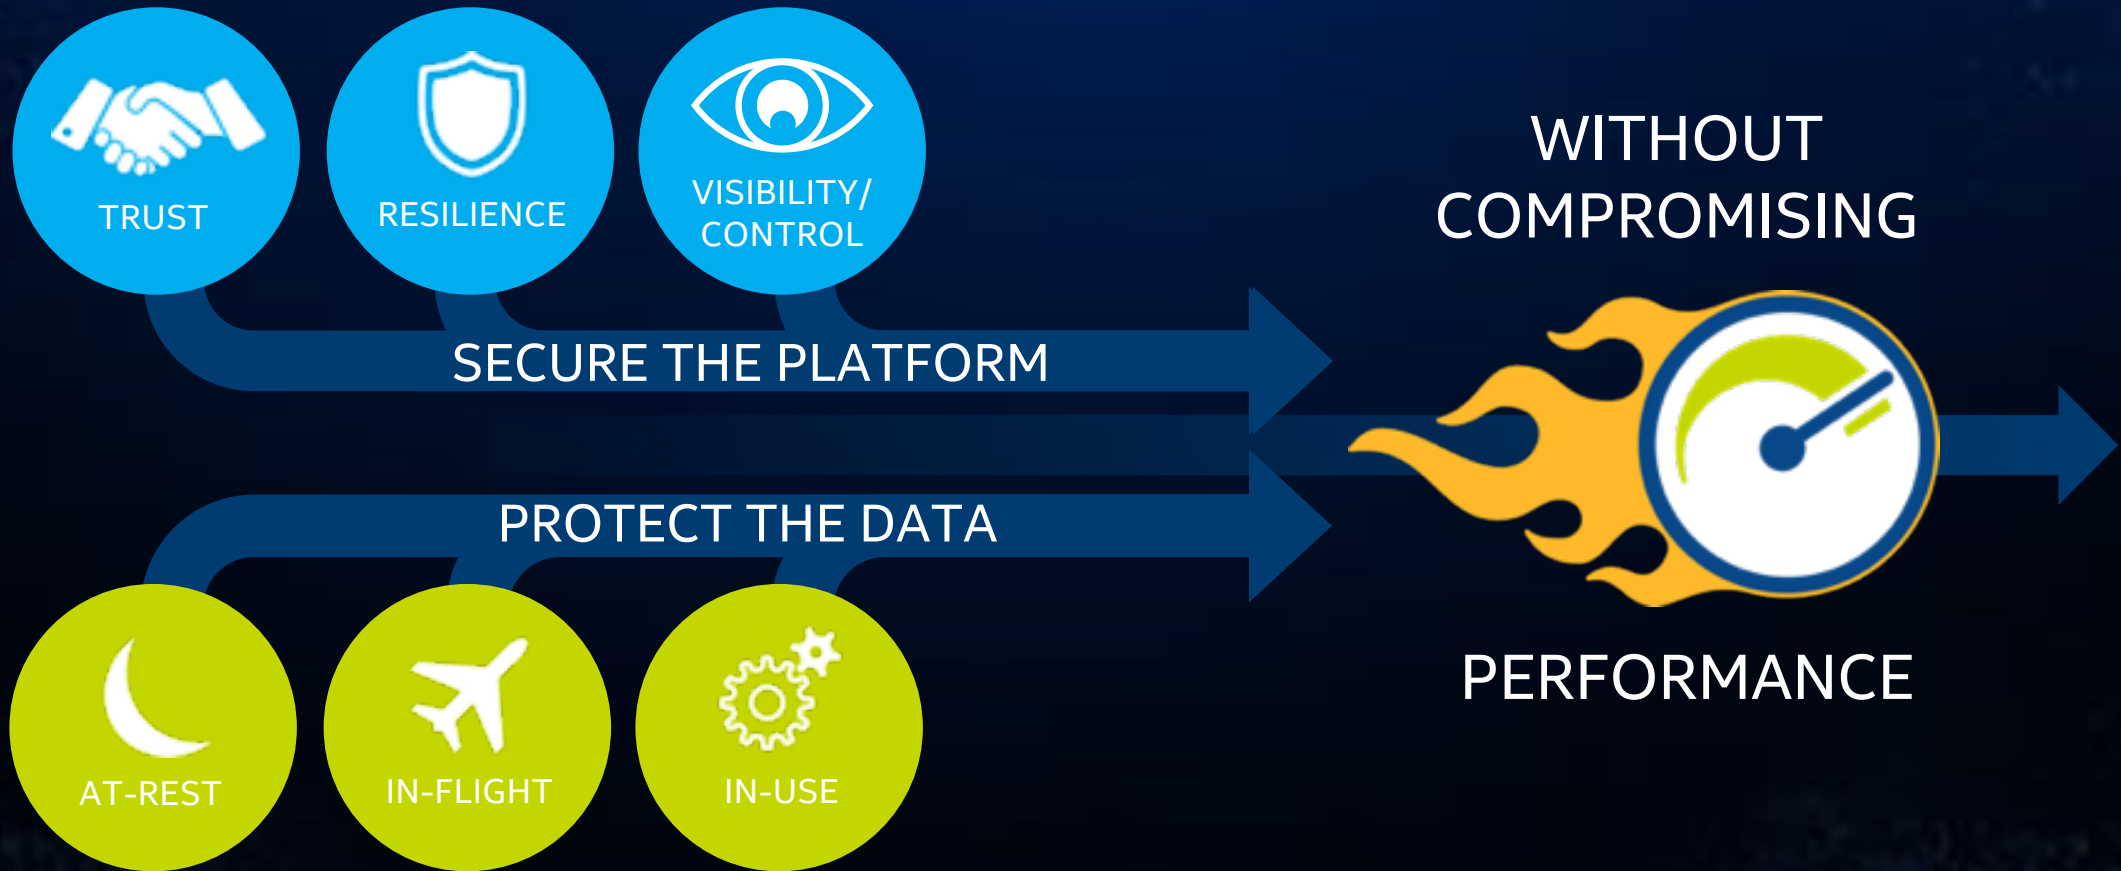 TRUST
RESILIENCE
VISIBILITY/
CONTROL
SECURE THE PLATFORM
PROTECT THE DATA
AT-REST
IN-FLIGHT
IN-USE
WITHOUT
COMPROMISING
PERFORMANCE